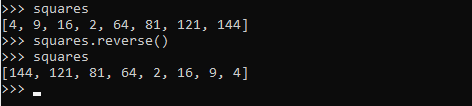 >>> squares
[4, 9, 16, 2, 64, 81, 121, 144]
>>> squares.reverse()
>>> squares
[144, 121, 81, 64, 2, 16, 9, 4]
>>>